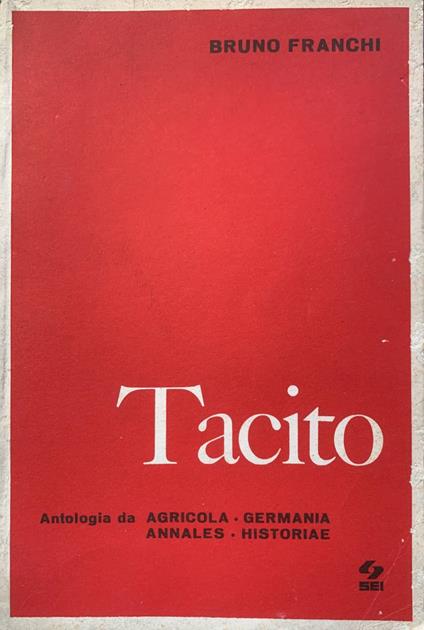 BRUNO FRANCHI
Tacito
Antologia da AGRICOLA · GERMANIA
ANNALES · HISTORIAE
SEI